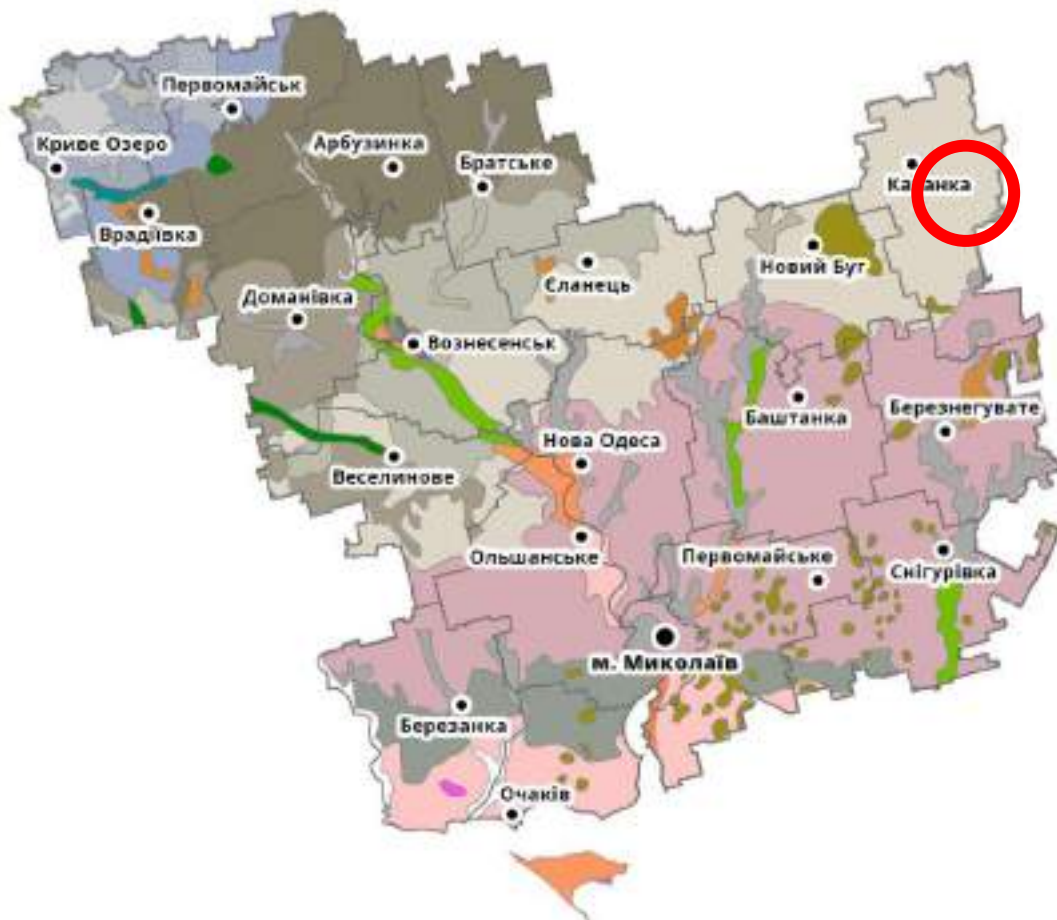 Первомайськ
Криве Озеро
Арбузинка
Братське
Казанка
Врадіївка
Єланець
Новий Буг
Доманівка
Вознесенськ
Баштанка
Березнегувате
Нова Одеса
Веселинове
Ольшанське
Первомайське
Снігурівка
м. Миколаїв
Березанка
Очаків